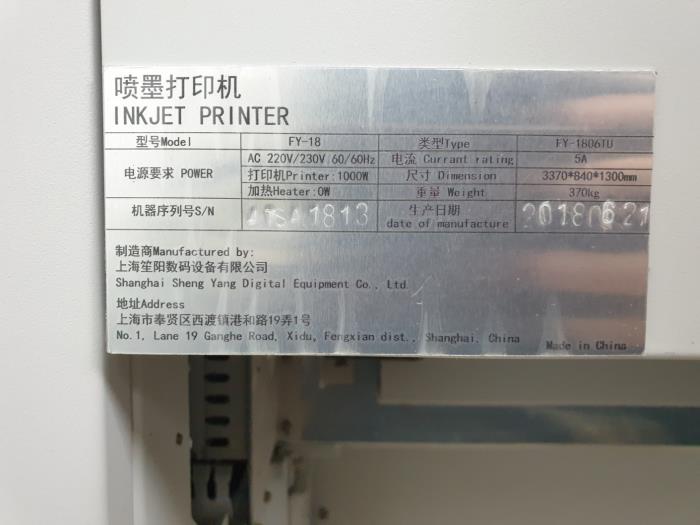 喷墨打印机
INKJET PRINTER
型号Model FY-18 类型Type FY-1806TU
电源要求 POWER AC 220V/230V 60/60Hz 电流 Currant rating 5A
打印机Printer:1000W 尺寸 Dimension 3370*840*1300mm
加热Heater:0W 重量 Weight 370kg
机器序列号S/N 1813 生产日期 20180621
date of manufacture
制造商Manufactured by:
上海笙阳数码设备有限公司
Shanghai Sheng Yang Digital Equipment Co., Ltd
地址Address
上海市奉贤区西渡镇港和路19弄1号
No.1, Lane 19 Ganghe Road, Xidu, Fengxian dist., Shanghai, China
Made in China